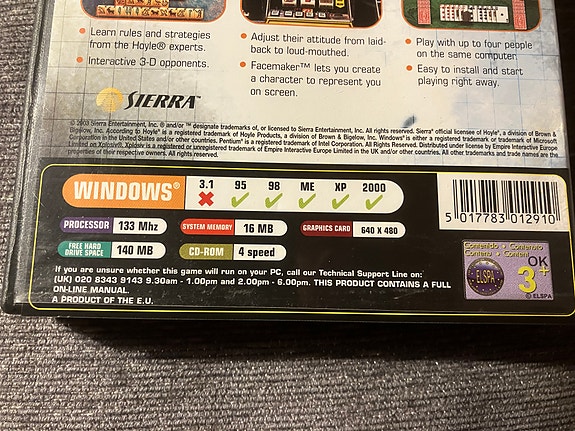 • Learn rules and strategies
from the Hoyle® experts.
• Interactive 3-D opponents.
• Adjust their attitude from laid-
back to loud-mouthed.
• Facemaker™ lets you create
a character to represent you
on screen.
• Play with up to four people
on the same computer.
• Easy to install and start
playing right away.
SIERRA™
© 2003 Sierra Entertainment, Inc. ® and/or ™ designate trademarks of, or licensed to Sierra Entertainment, Inc. All rights reserved. Sierra® official licensee of Hoyle®, a division of Brown &
Bigelow, Inc. According to Hoyle® is a registered trademark of Hoyle Products, a division of Brown & Bigelow, Inc. Windows® is either a registered trademark or trademark of Microsoft
Corporation in the United States and/or other countries. Pentium® is a registered trademark of Intel Corporation. All Rights Reserved. Distributed under license by Empire Interactive Europe
Limited on Xplosiv®. Xplosiv is a registered or unregistered trademark of Empire Interactive Europe Limited in the UK and/or other countries. All other trademarks and trade names are the
properties of their respective owners. All rights reserved.
WINDOWS® 3.1 95 98 ME XP 2000
PROCESSOR 133 Mhz SYSTEM MEMORY 16 MB GRAPHICS CARD 640 X 480
FREE HARD
DRIVE SPACE 140 MB CD-ROM 4 speed
If you are unsure whether this game will run on your PC, call our Technical Support Line on:
(UK) 020 8343 9143 9.30am - 1.00pm and 2.00pm - 6.00pm. THIS PRODUCT CONTAINS A FULL
ON-LINE MANUAL.
A PRODUCT OF THE E.U.
5 017783 012910
Contenido • Contenuto
Contenu • Content
ELSPA
OK
3+
© ELSPA